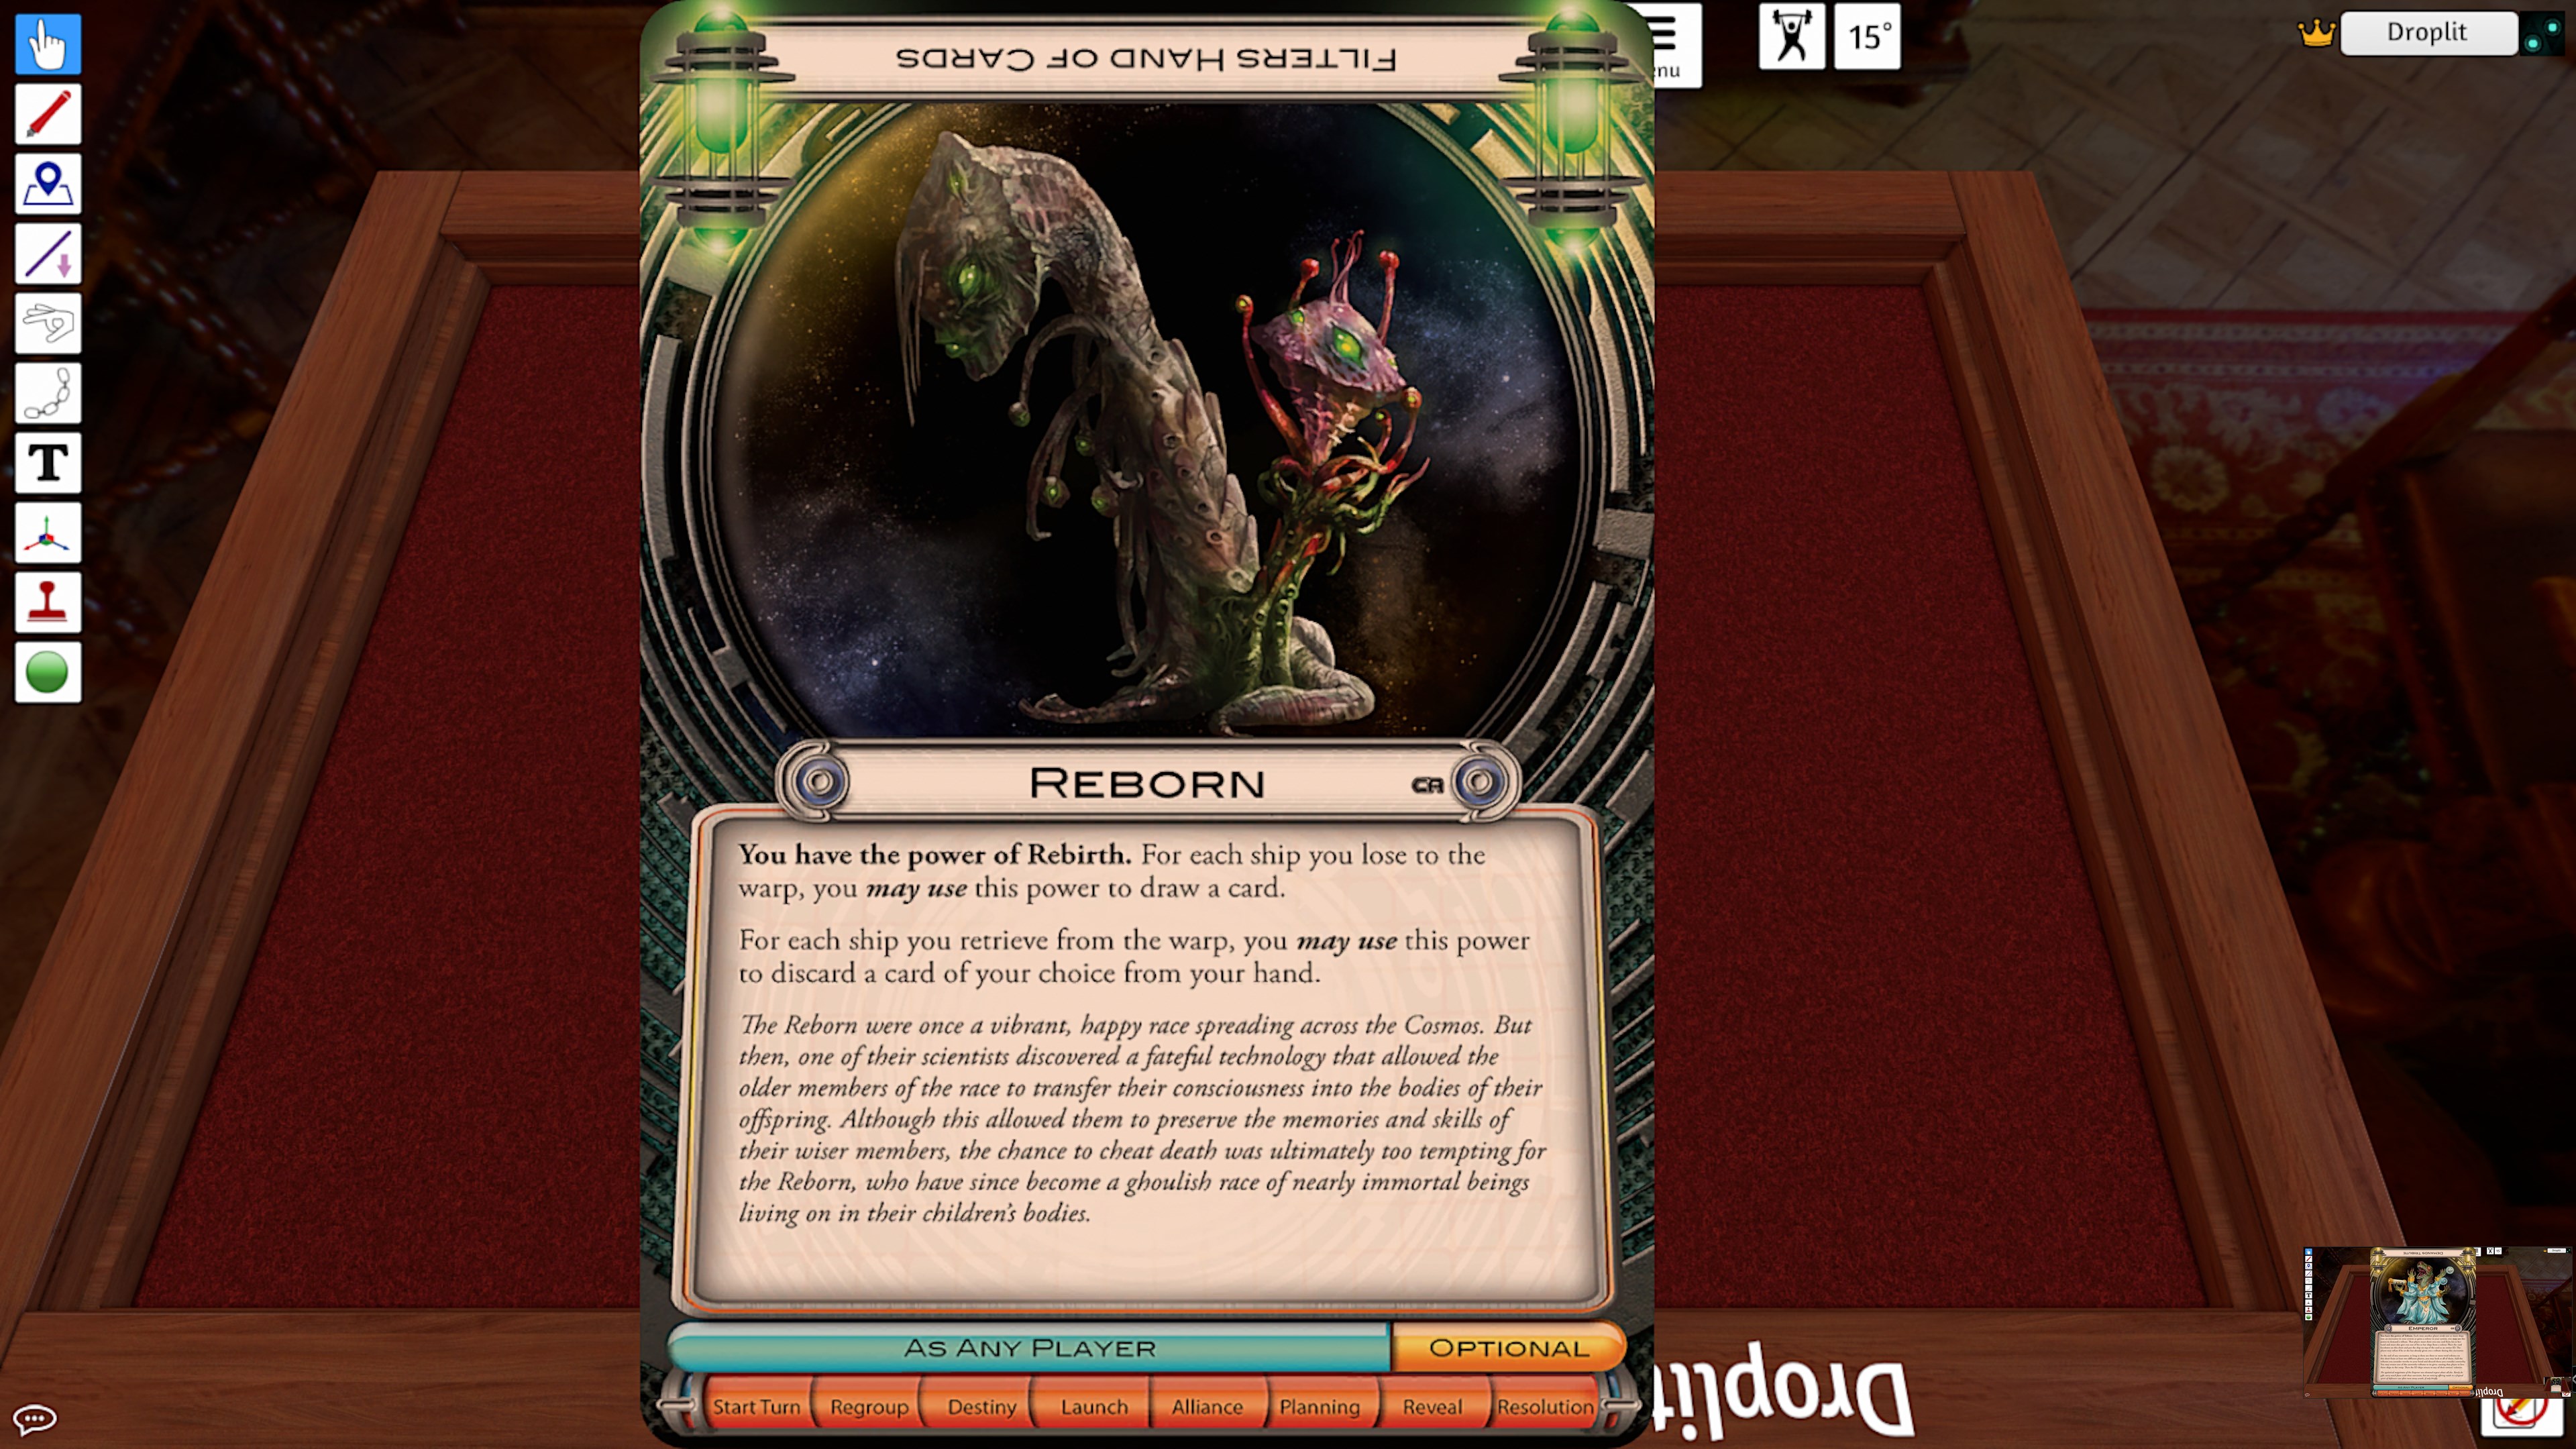 FILTERS HAND OF CARDS
15°
Droplit
T
REBORN
CA
You have the power of Rebirth. For each ship you lose to the
warp, you may use this power to draw a card.
For each ship you retrieve from the warp, you may use this power
to discard a card of your choice from your hand.
The Reborn were once a vibrant, happy race spreading across the Cosmos. But
then, one of their scientists discovered a fateful technology that allowed the
older members of the race to transfer their consciousness into the bodies of their
offspring. Although this allowed them to preserve the memories and skills of
their wiser members, the chance to cheat death was ultimately too tempting for
the Reborn, who have since become a ghoulish race of nearly immortal beings
living on in their children's bodies.
AS ANY PLAYER
OPTIONAL
Start Turn Regroup Destiny Launch Alliance Planning Reveal Resolution
Droplit
EMPEROR